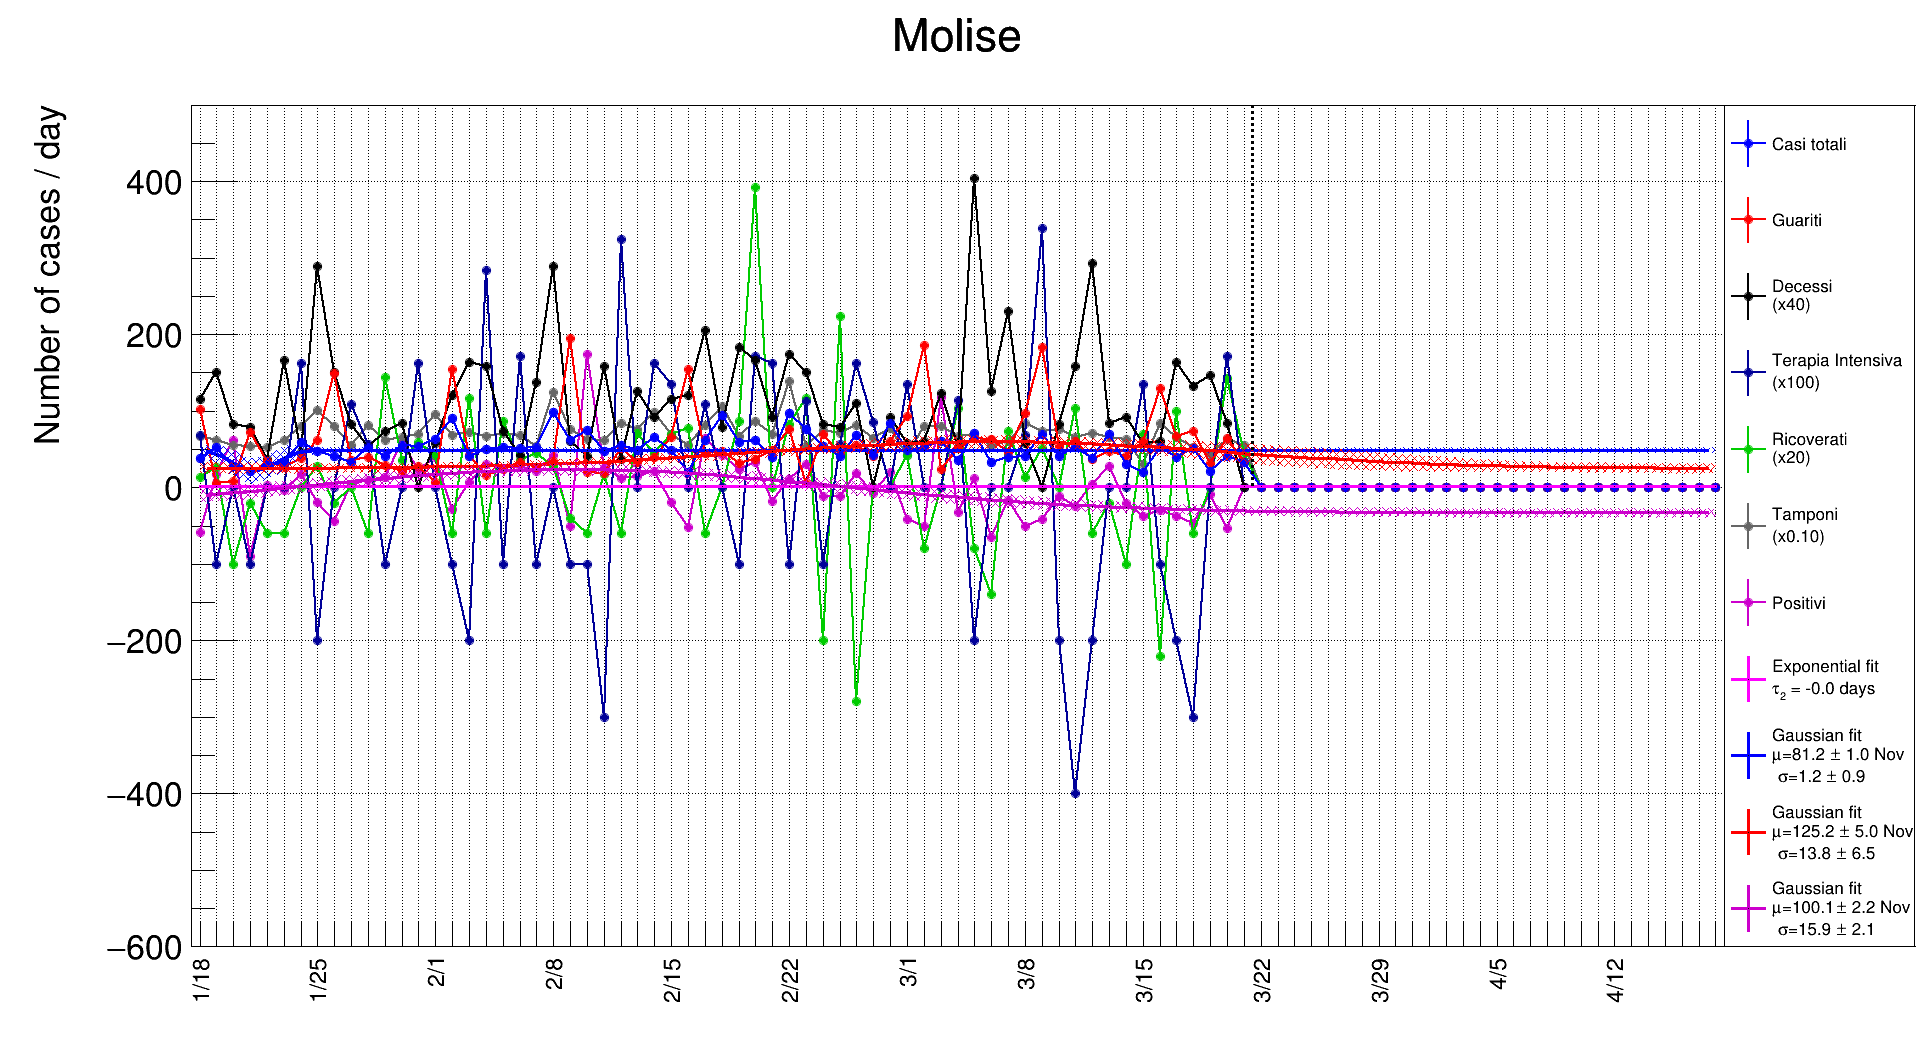 Molise
Number of cases / day
400
200
0
−200
−400
−600
1/18
1/25
2/1
2/8
2/15
2/22
3/1
3/8
3/15
3/22
3/29
4/5
4/12
Casi totali
Guariti
Decessi
(x40)
Terapia Intensiva
(x100)
Ricoverati
(x20)
Tamponi
(x0.10)
Positivi
Exponential fit
τ2 = -0.0 days
Gaussian fit
μ=81.2 ± 1.0 Nov
σ=1.2 ± 0.9
Gaussian fit
μ=125.2 ± 5.0 Nov
σ=13.8 ± 6.5
Gaussian fit
μ=100.1 ± 2.2 Nov
σ=15.9 ± 2.1